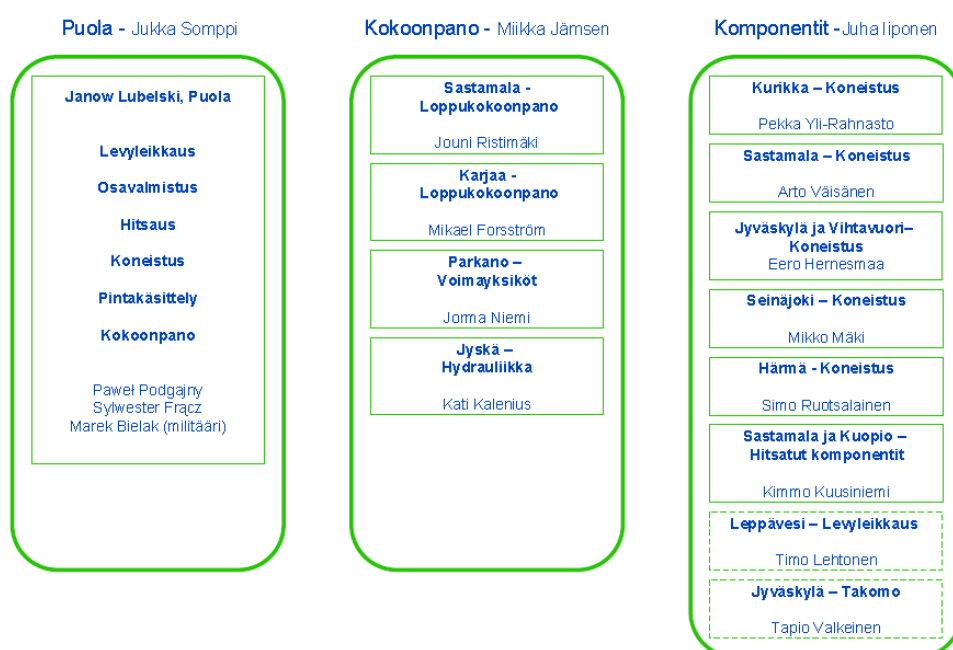 Puola - Jukka Somppi
Janow Lubelski, Puola
Levyleikkaus
Osavalmistus
Hitsaus
Koneistus
Pintakäsittely
Kokoonpano
Paweł Podgajny
Sylwester Frącz
Marek Bielak (militääri)
Kokoonpano - Miikka Jämsen
Sastamala -
Loppukokoonpano
Jouni Ristimäki
Karjaa -
Loppukokoonpano
Mikael Forsström
Parkano –
Voimayksiköt
Jorma Niemi
Jyskä –
Hydrauliikka
Kati Kalenius
Komponentit -Juha Iiponen
Kurikka – Koneistus
Pekka Yli-Rahnasto
Sastamala – Koneistus
Arto Väisänen
Jyväskylä ja Vihtavuori–
Koneistus
Eero Hernesmaa
Seinäjoki – Koneistus
Mikko Mäki
Härmä - Koneistus
Simo Ruotsalainen
Sastamala ja Kuopio –
Hitsatut komponentit
Kimmo Kuusiniemi
Leppävesi – Levyleikkaus
Timo Lehtonen
Jyväskylä – Takomo
Tapio Valkeinen